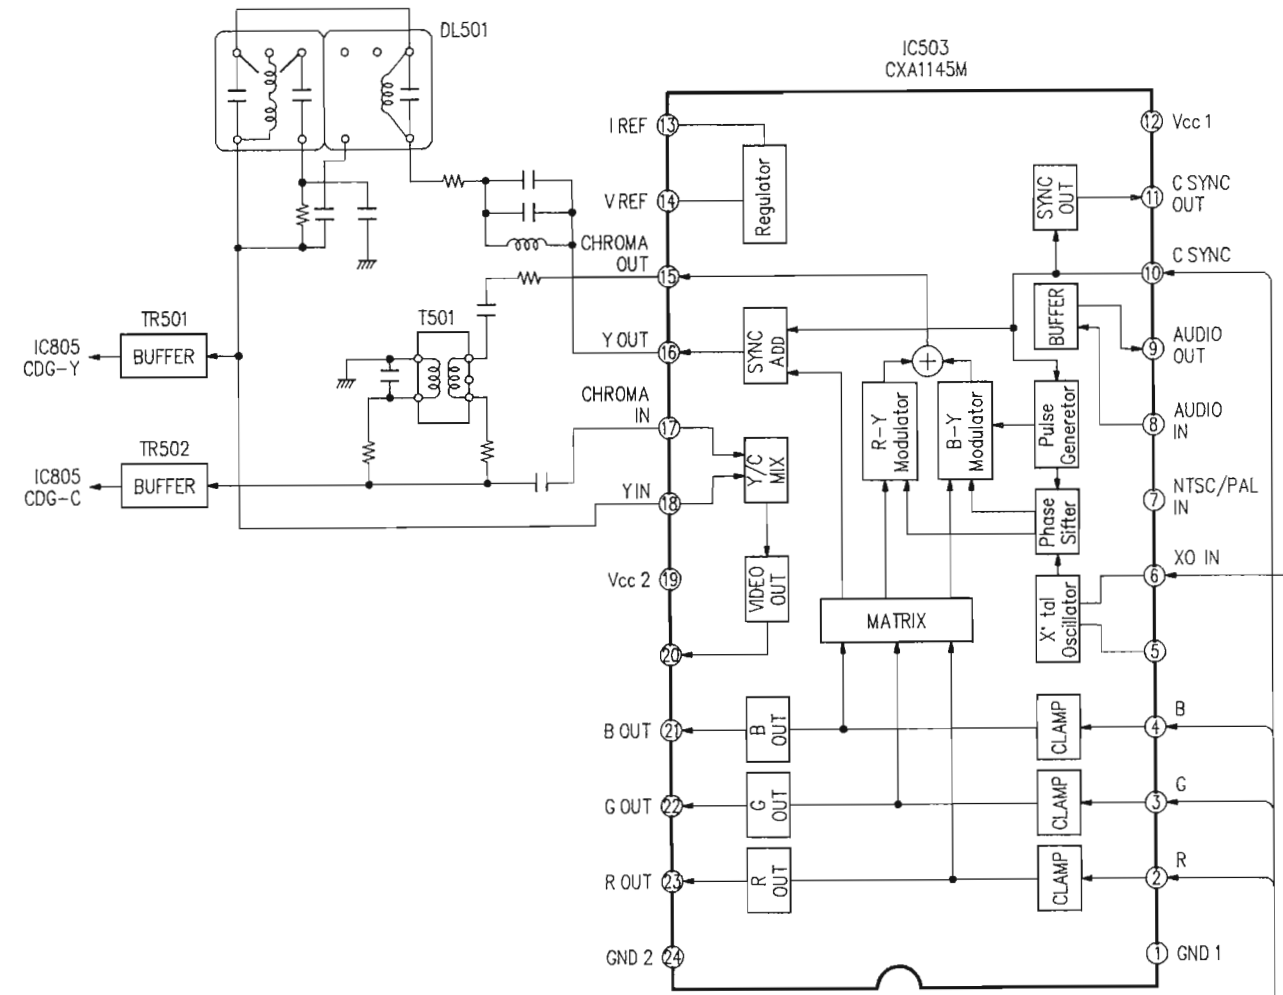 DL501
IC503
CXA1145M
I REF
13
12
Vcc 1
V REF
14
Regulator
SYNC
OUT
11
C SYNC
OUT
CHROMA
OUT
15
10
C SYNC
T501
TR501
BUFFER
IC805
CDG-Y
Y OUT
16
SYNC
ADD
+
BUFFER
9
AUDIO
OUT
CHROMA
IN
17
R-Y
Modulator
B-Y
Modulator
Pulse
Generetor
8
AUDIO
IN
TR502
BUFFER
IC805
CDG-C
Y/C
MIX
Y IN
18
Phase
Sifter
7
NTSC/PAL
IN
Vcc 2
19
VIDEO
OUT
X' tal
Oscillator
6
XO IN
MATRIX
20
5
B OUT
21
B
OUT
CLAMP
4
B
G OUT
22
G
OUT
CLAMP
3
G
R OUT
23
R
OUT
CLAMP
2
R
GND 2
24
1
GND 1